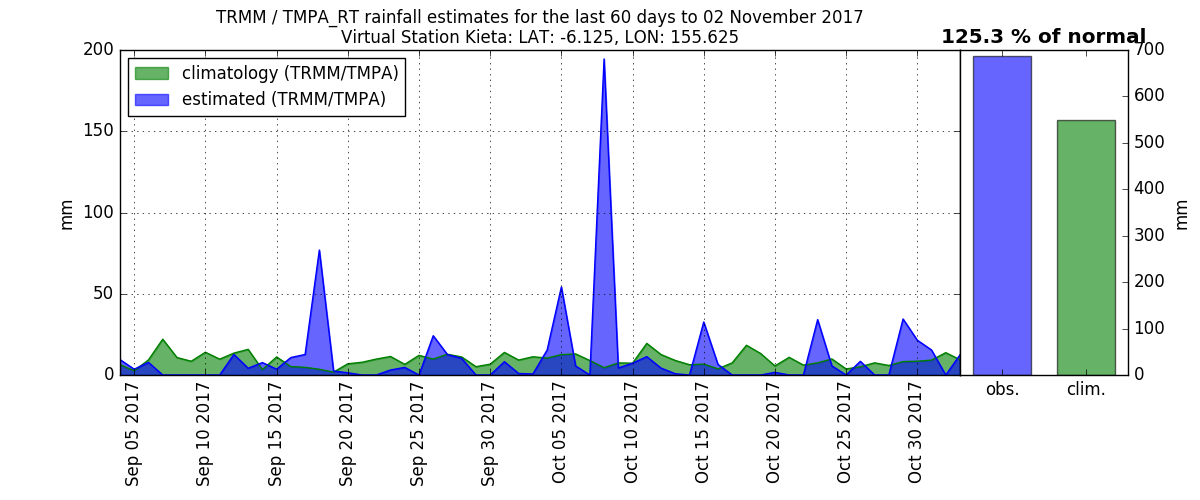 TRMM / TMPA_RT rainfall estimates for the last 60 days to 02 November 2017
Virtual Station Kieta: LAT: -6.125, LON: 155.625
125.3 % of normal
climatology (TRMM/TMPA)
estimated (TRMM/TMPA)
mm
200
150
100
50
0
Sep 05 2017
Sep 10 2017
Sep 15 2017
Sep 20 2017
Sep 25 2017
Sep 30 2017
Oct 05 2017
Oct 10 2017
Oct 15 2017
Oct 20 2017
Oct 25 2017
Oct 30 2017
obs.
clim.
700
600
500
400
300
200
100
0
mm